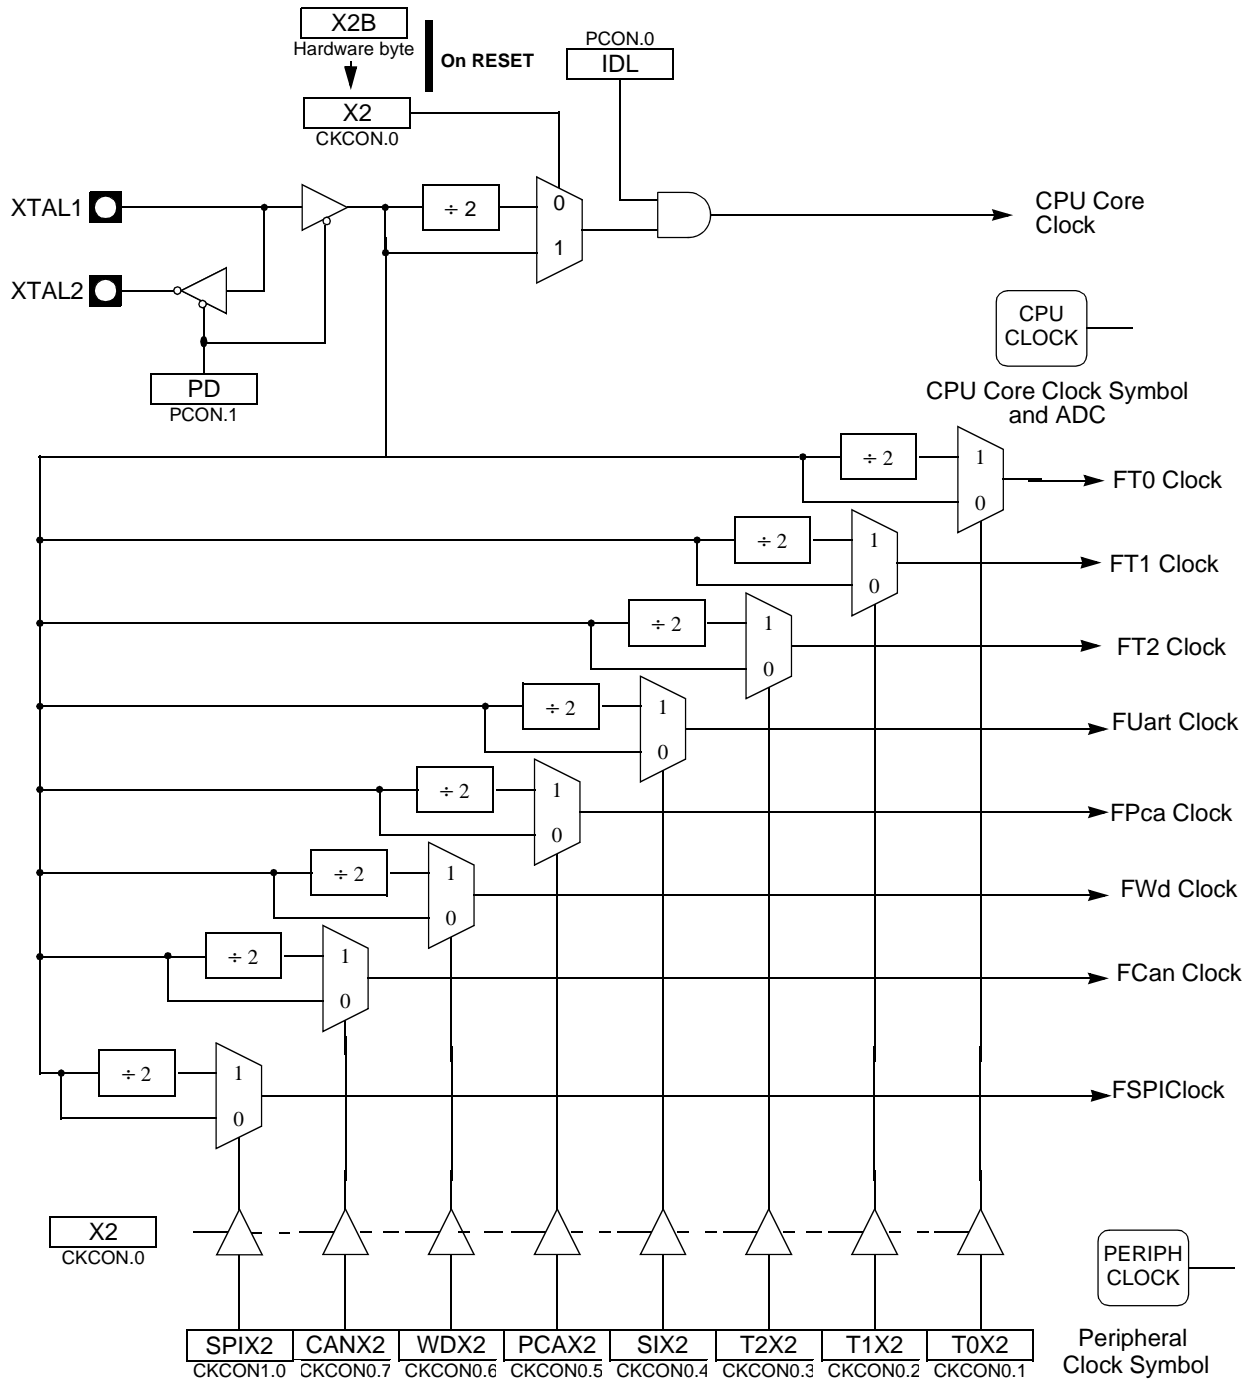 X2B
Hardware byte
On RESET
X2
CKCON.0
PCON.0
IDL
XTAL1
÷ 2
0
1
CPU Core
Clock
XTAL2
PD
PCON.1
CPU
CLOCK
CPU Core Clock Symbol
and ADC
÷ 2
1
0
FT0 Clock
÷ 2
1
0
FT1 Clock
÷ 2
1
0
FT2 Clock
÷ 2
1
0
FUart Clock
÷ 2
1
0
FPca Clock
÷ 2
1
0
FWd Clock
÷ 2
1
0
FCan Clock
÷ 2
1
0
FSPIClock
X2
CKCON.0
PERIPH
CLOCK
Peripheral
Clock Symbol
SPIX2 CANX2 WDX2 PCAX2 SIX2 T2X2 T1X2 T0X2
CKCON1.0 CKCON0.7 CKCON0.6 CKCON0.5 CKCON0.4 CKCON0.3 CKCON0.2 CKCON0.1